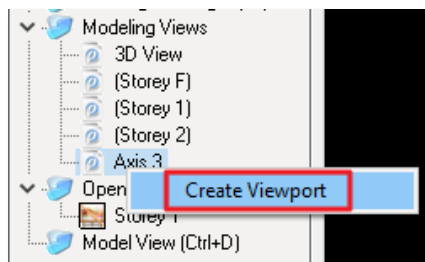 Modeling Views
3D View
(Storey F)
(Storey 1)
(Storey 2)
Axis 3
Create Viewport
Open
Storey 1
Model View (Ctrl+D)